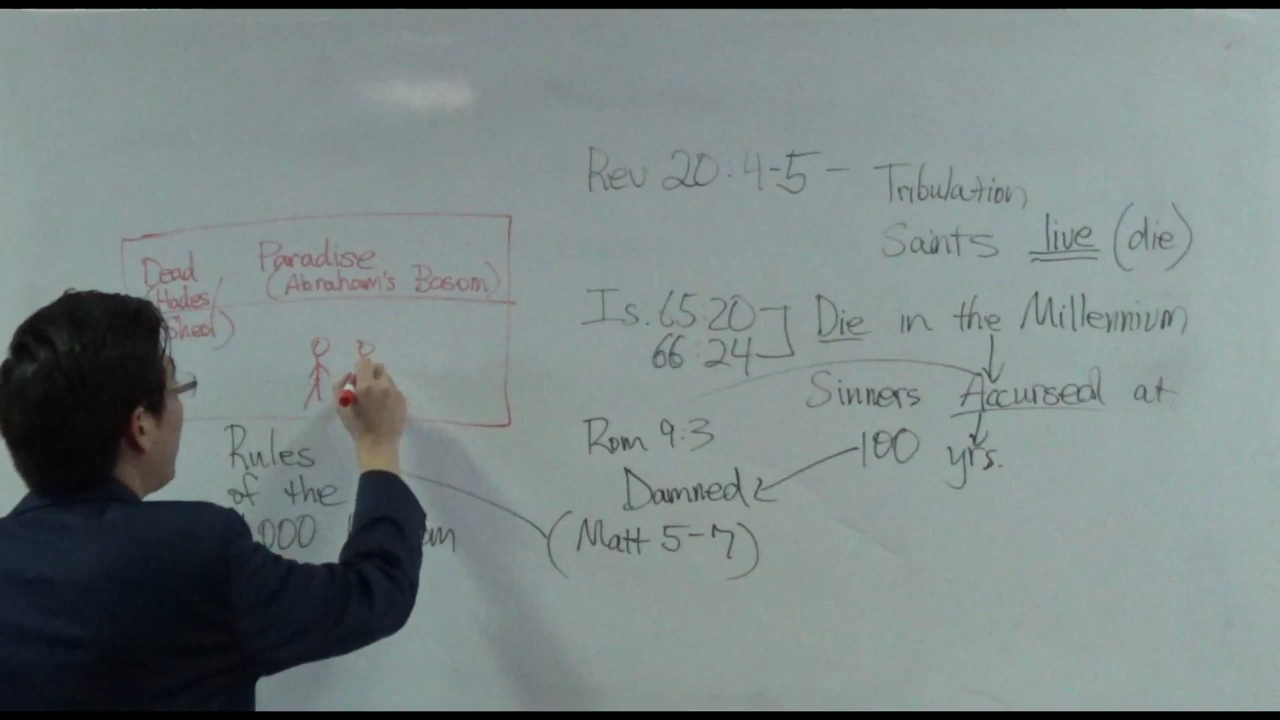 Rev 20:4-5 - Tribulation
Saints live (die)
Dead
(Hades/
Sheol)
Paradise
(Abraham's Bosom)
Is. 65:20
66:24
Die in the Millennium
Sinners Accursed at
100 yrs.
Rom 9:3
Damned
(Matt 5-7)
Rules
of the
000